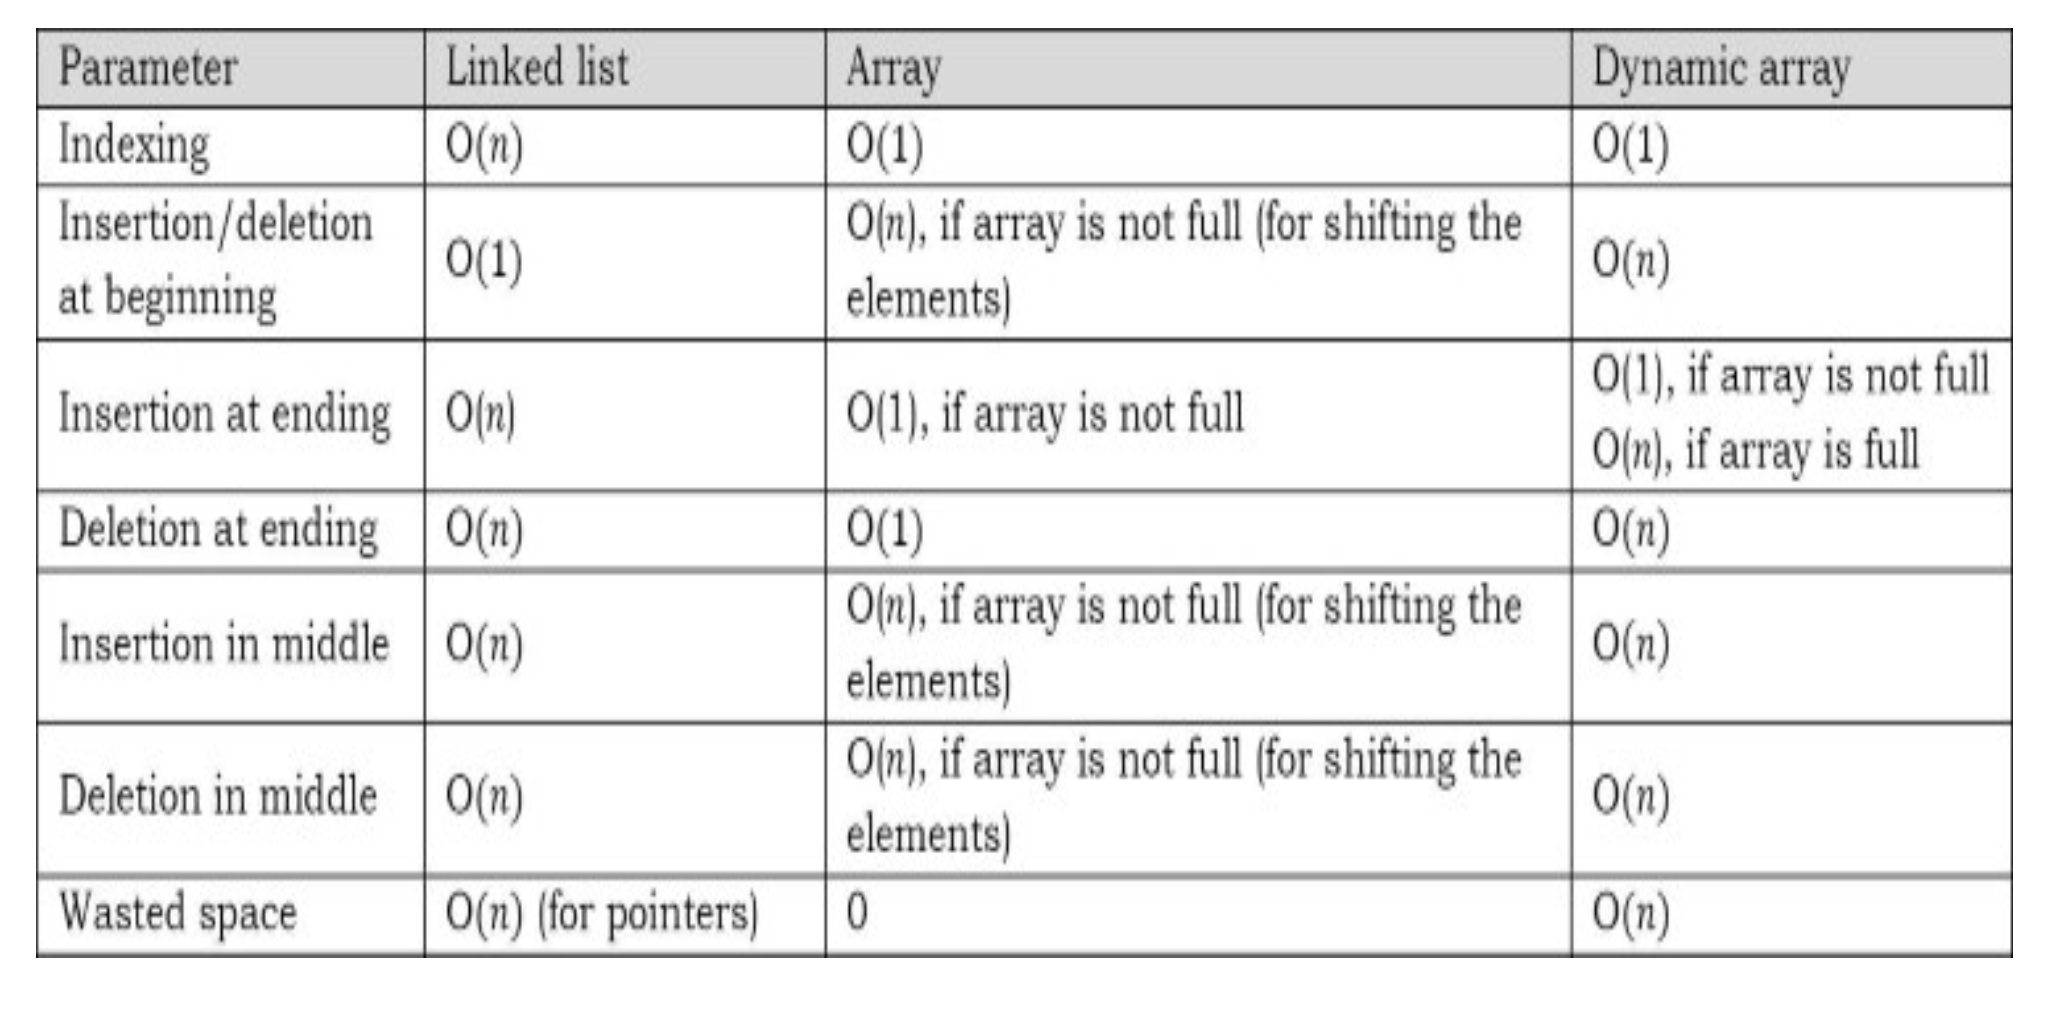 Parameter Linked list Array Dynamic array
Indexing O(n) O(1) O(1)
Insertion/deletion
at beginning
O(1)
O(n), if array is not full (for shifting the
elements)
O(n)
Insertion at ending O(n) O(1), if array is not full
O(1), if array is not full
O(n), if array is full
Deletion at ending O(n) O(1) O(n)
Insertion in middle O(n)
O(n), if array is not full (for shifting the
elements)
O(n)
Deletion in middle O(n)
O(n), if array is not full (for shifting the
elements)
O(n)
Wasted space O(n) (for pointers) 0 O(n)